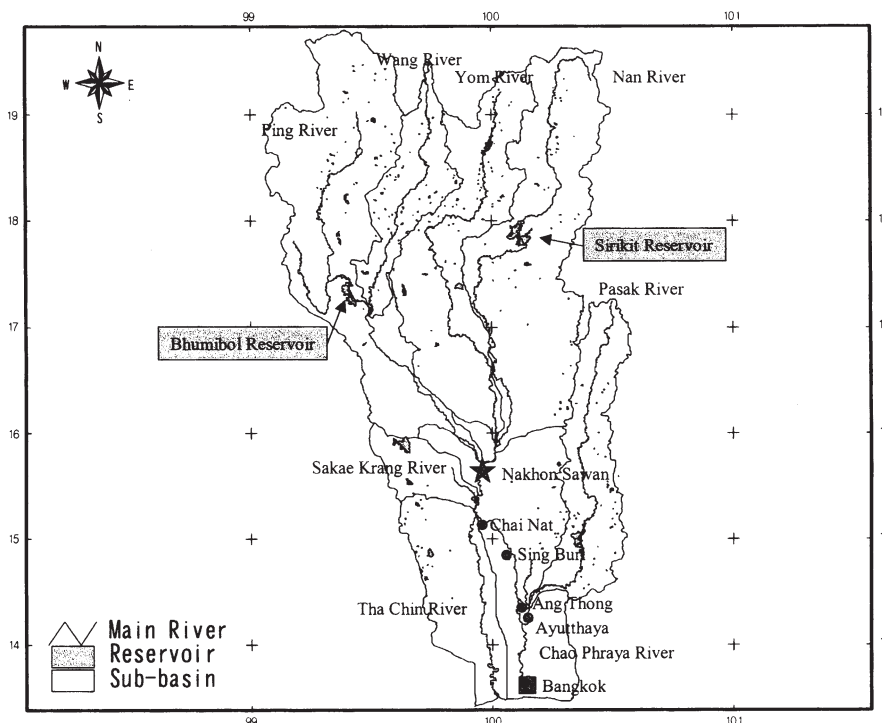 99 100 101
N
W E
S
Wang River
Yom River
Nan River
19
Ping River
18
Sirikit Reservoir
Pasak River
17
Bhumibol Reservoir
16
Sakae Krang River
Nakhon Sawan
Chai Nat
15
Sing Buri
Tha Chin River
Ang Thong
Ayutthaya
Main River
Reservoir
Sub-basin
14
Chao Phraya River
Bangkok
99 100 101